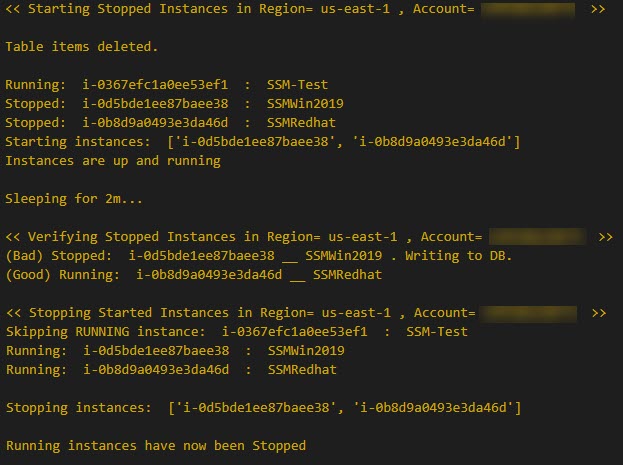 << Starting Stopped Instances in Region= us-east-1 , Account= >>
Table items deleted.
Running: i-0367efc1a0ee53ef1 : SSM-Test
Stopped: i-0d5bde1ee87baee38 : SSMWin2019
Stopped: i-0b8d9a0493e3da46d : SSMRedhat
Starting instances: ['i-0d5bde1ee87baee38', 'i-0b8d9a0493e3da46d']
Instances are up and running
Sleeping for 2m...
<< Verifying Stopped Instances in Region= us-east-1 , Account= >>
(Bad) Stopped: i-0d5bde1ee87baee38 __ SSMWin2019 . Writing to DB.
(Good) Running: i-0b8d9a0493e3da46d __ SSMRedhat
<< Stopping Started Instances in Region= us-east-1 , Account= >>
Skipping RUNNING instance: i-0367efc1a0ee53ef1 : SSM-Test
Running: i-0d5bde1ee87baee38 : SSMWin2019
Running: i-0b8d9a0493e3da46d : SSMRedhat
Stopping instances: ['i-0d5bde1ee87baee38', 'i-0b8d9a0493e3da46d']
Running instances have now been Stopped